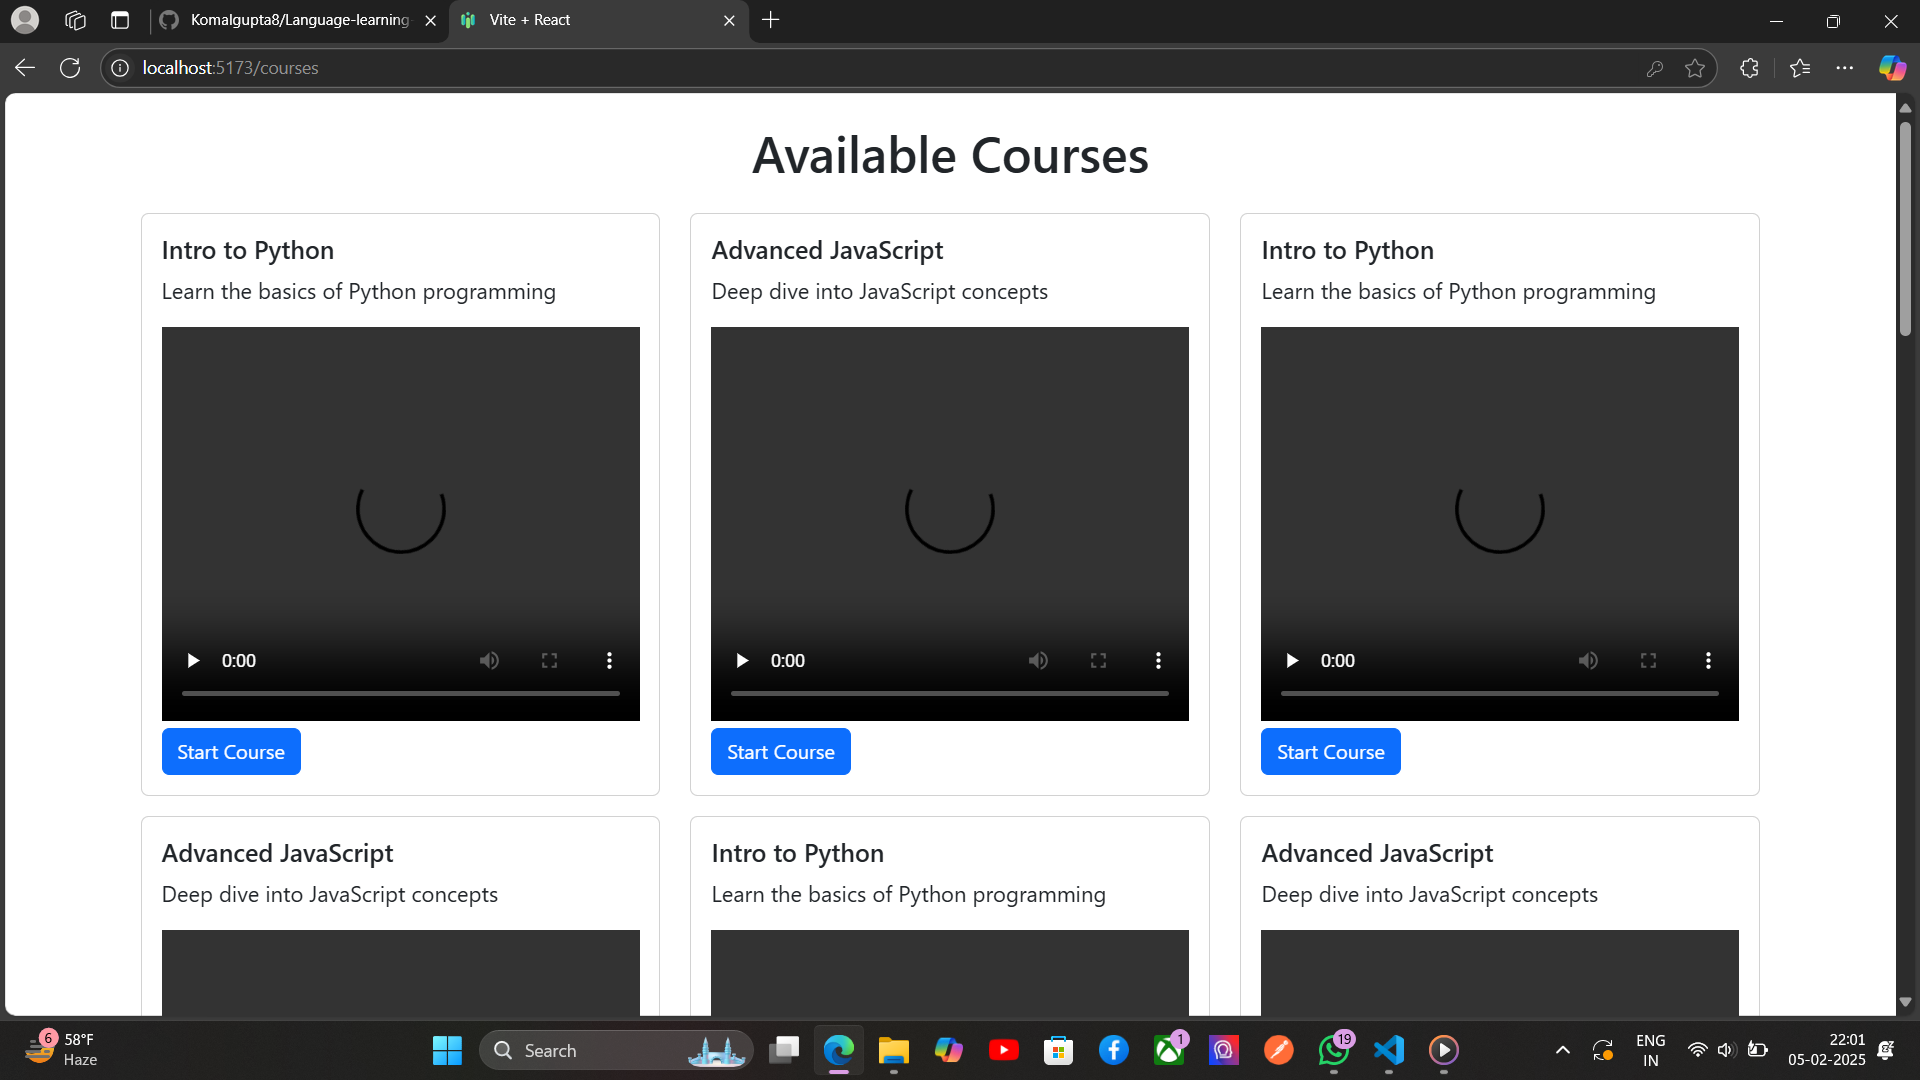 Komalgupta8/Language-learning
Vite + React
localhost:5173/courses
Available Courses
Intro to Python
Learn the basics of Python programming
0:00
Start Course
Advanced JavaScript
Deep dive into JavaScript concepts
0:00
Start Course
Intro to Python
Learn the basics of Python programming
0:00
Start Course
Advanced JavaScript
Deep dive into JavaScript concepts
Intro to Python
Learn the basics of Python programming
Advanced JavaScript
Deep dive into JavaScript concepts
6
58°F
Haze
Search
1
19
ENG
IN
22:01
05-02-2025